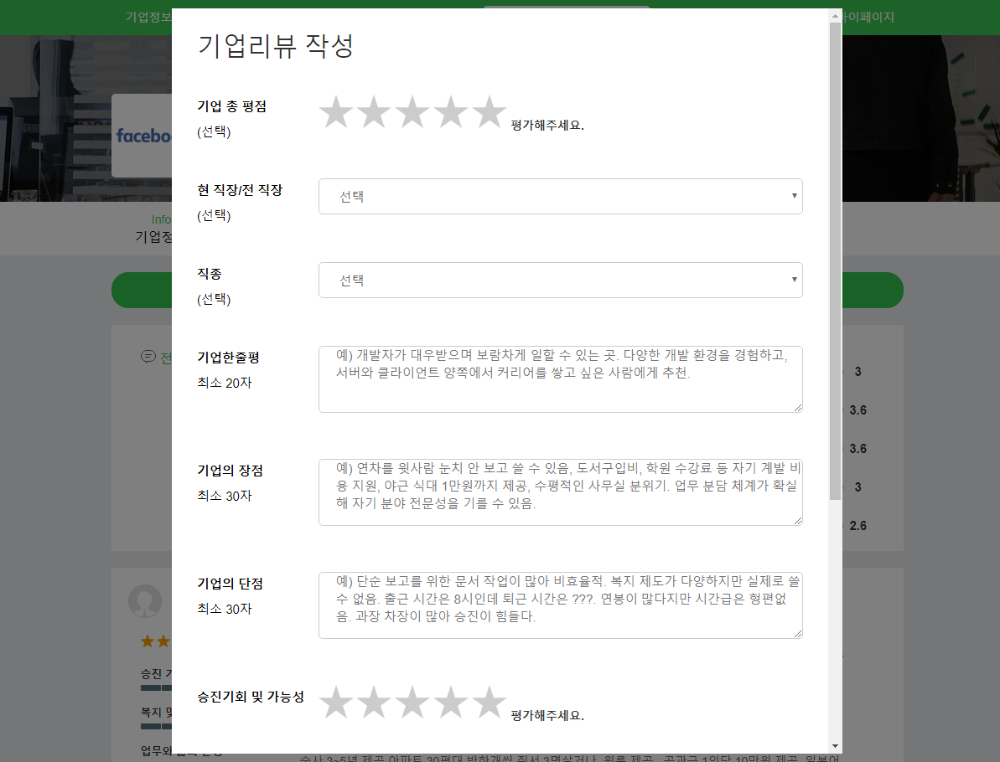 기업정보
마이페이지
기업리뷰 작성
기업 총 평점
(선택)
평가해주세요.
facebo
현 직장/전 직장
(선택)
선택
Info
기업정
직종
(선택)
선택
전
기업한줄평
최소 20자
예) 개발자가 대우받으며 보람차게 일할 수 있는 곳. 다양한 개발 환경을 경험하고,
서버와 클라이언트 양쪽에서 커리어를 쌓고 싶은 사람에게 추천.
3
3.6
3.6
3
2.6
기업의 장점
최소 30자
예) 연차를 윗사람 눈치 안 보고 쓸 수 있음, 도서구입비, 학원 수강료 등 자기 계발 비
용 지원, 야근 식대 1만원까지 제공, 수평적인 사무실 분위기. 업무 분담 체계가 확실
해 자기 분야 전문성을 기를 수 있음.
기업의 단점
최소 30자
예) 단순 보고를 위한 문서 작업이 많아 비효율적. 복지 제도가 다양하지만 실제로 쓸
수 없음. 출근 시간은 8시인데 퇴근 시간은 ???. 연봉이 많다지만 시간급은 형편없
음. 과장 차장이 많아 승진이 힘들다.
승진 기
복지 및
업무와
승진기회 및 가능성
평가해주세요.